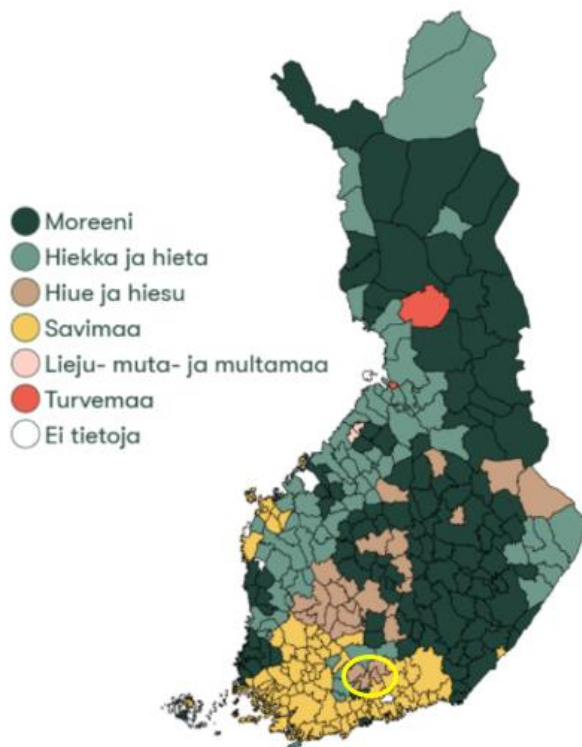 Moreeni
Hiekka ja hieta
Hiue ja hiesu
Savimaa
Lieju- muta- ja multamaa
Turvemaa
Ei tietoja